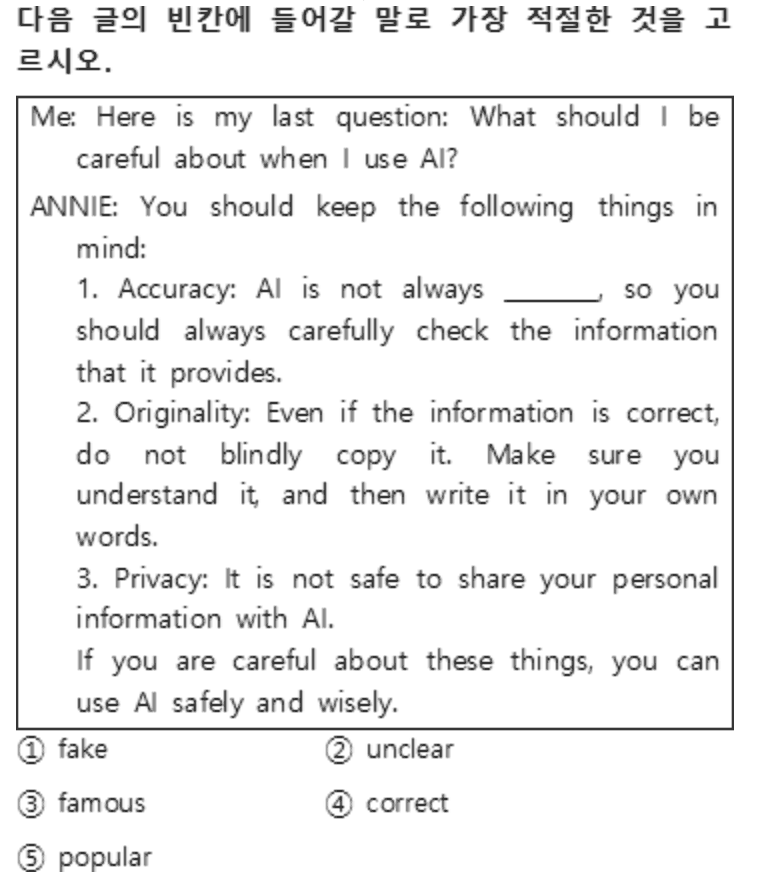 다음 글의 빈칸에 들어갈 말로 가장 적절한 것을 고
르시오.
Me: Here is my last question: What should I be
careful about when I use AI?
ANNIE: You should keep the following things in
mind:
1. Accuracy: AI is not always ______, so you
should always carefully check the information
that it provides.
2. Originality: Even if the information is correct,
do not blindly copy it. Make sure you
understand it, and then write it in your own
words.
3. Privacy: It is not safe to share your personal
information with AI.
If you are careful about these things, you can
use AI safely and wisely.
① fake ② unclear
③ famous ④ correct
⑤ popular